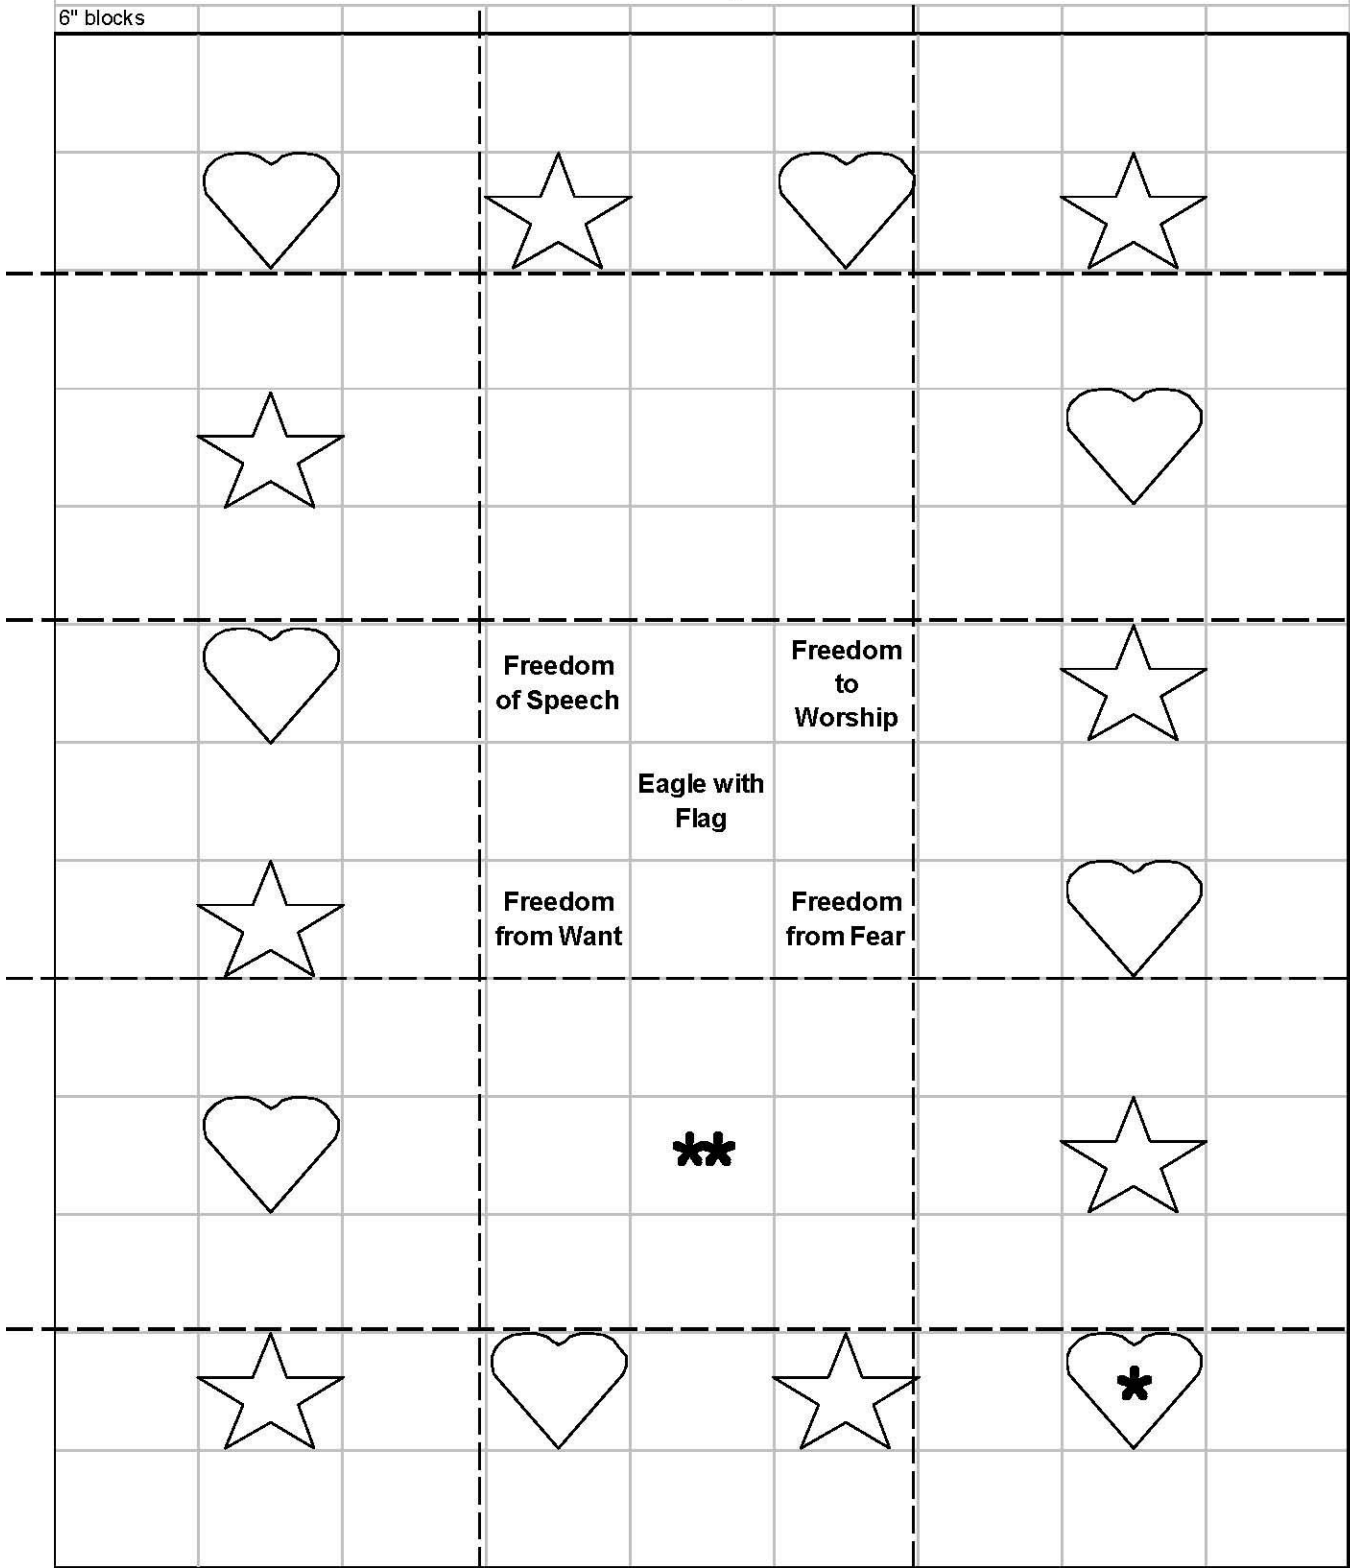 6" blocks
Freedom
of Speech
Freedom
to
Worship
Eagle with
Flag
Freedom
from Want
Freedom
from Fear
**
*